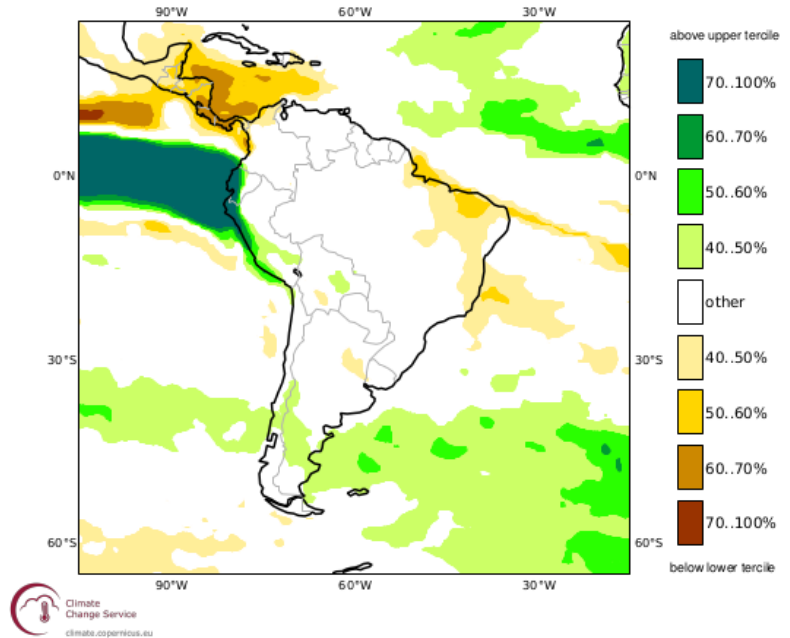 90°W 60°W 30°W
above upper tercile
70..100%
60..70%
0°N 0°N
50..60%
40..50%
other
30°S 30°S
40..50%
50..60%
60..70%
70..100%
60°S 60°S
below lower tercile
90°W 60°W 30°W
Climate
Change Service
climate.copernicus.eu